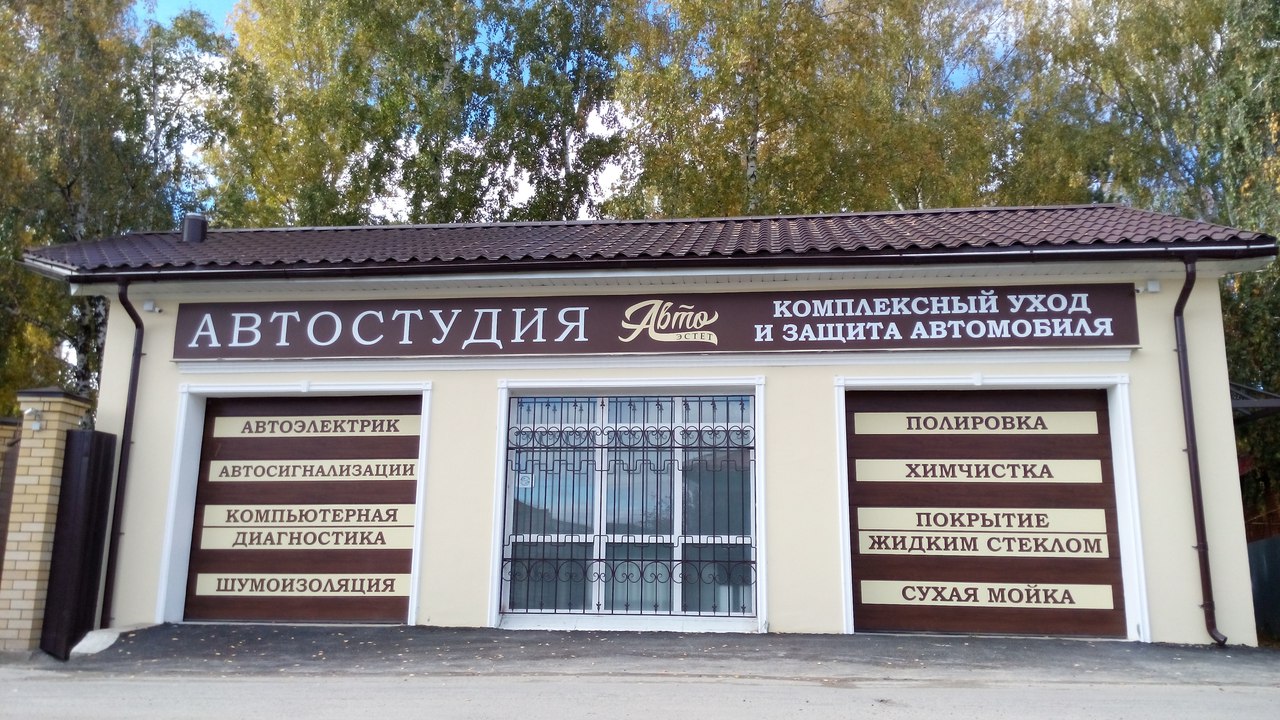 АВТОСТУДИЯ
Авто
ЭСТЕТ
КОМПЛЕКСНЫЙ УХОД
И ЗАЩИТА АВТОМОБИЛЯ
АВТОЭЛЕКТРИК
АВТОСИГНАЛИЗАЦИИ
КОМПЬЮТЕРНАЯ
ДИАГНОСТИКА
ШУМОИЗОЛЯЦИЯ
ПОЛИРОВКА
ХИМЧИСТКА
ПОКРЫТИЕ
ЖИДКИМ СТЕКЛОМ
СУХАЯ МОЙКА